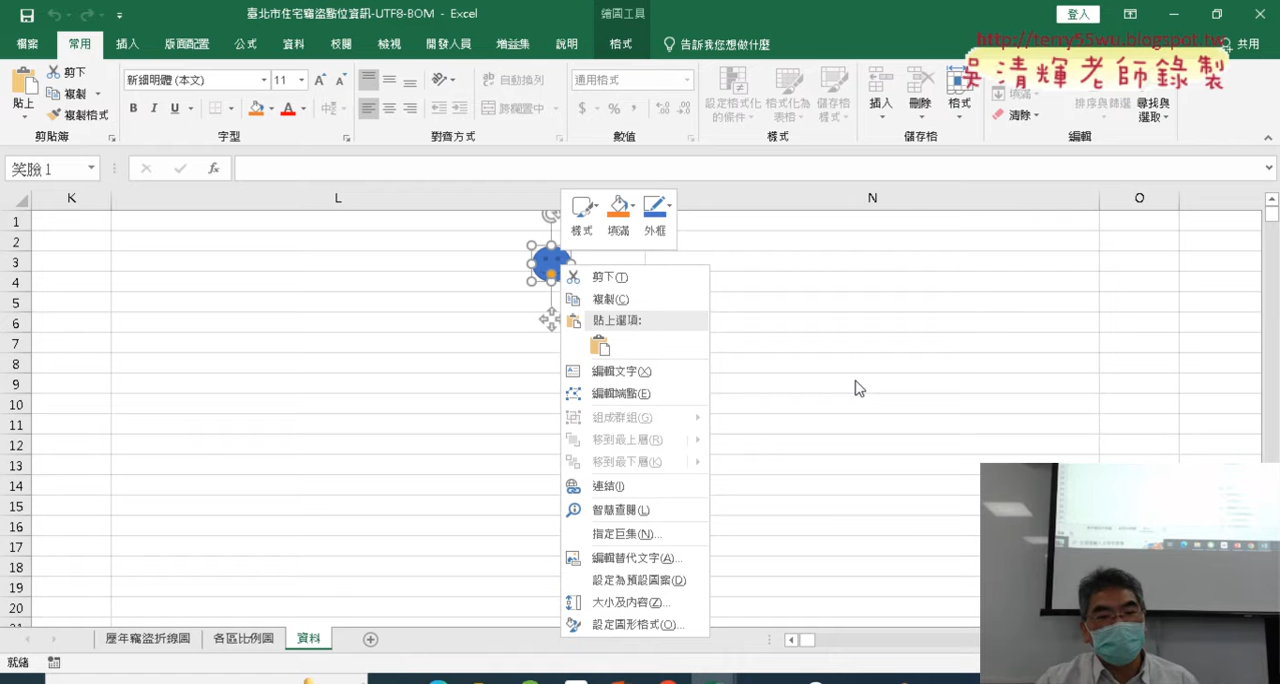 臺北市住宅竊盜點位資訊-UTF8-BOM - Excel
繪圖工具
登入
http://terry55wu.blogspot.tw
吳清輝老師錄製
檔案 常用 插入 版面配置 公式 資料 校閱 檢視 開發人員 增益集 說明 格式 告訴我您想做什麼 共用
貼上
剪下
複製
複製格式
剪貼簿
新細明體 (本文) 11
B I U
字型
自動換列
跨欄置中
對齊方式
通用格式
$ % ,
數值
設定格式化的條件
格式化為表格
儲存格樣式
樣式
插入 刪除 格式
儲存格
填滿
清除
排序與篩選
尋找與選取
編輯
笑臉 1
fx
K L N O
1
2
3
4
5
6
7
8
9
10
11
12
13
14
15
16
17
18
19
20
樣式 填滿 外框
剪下(T)
複製(C)
貼上選項:
編輯文字(X)
編輯端點(E)
組成群組(G)
移到最上層(R)
移到最下層(K)
連結(I)
智慧查閱(L)
指定巨集(N)...
編輯替代文字(A)...
設定為預設圖案(D)
大小及內容(Z)...
設定圖形格式(O)...
歷年竊盜折線圖 各區比例圖 資料
就緒